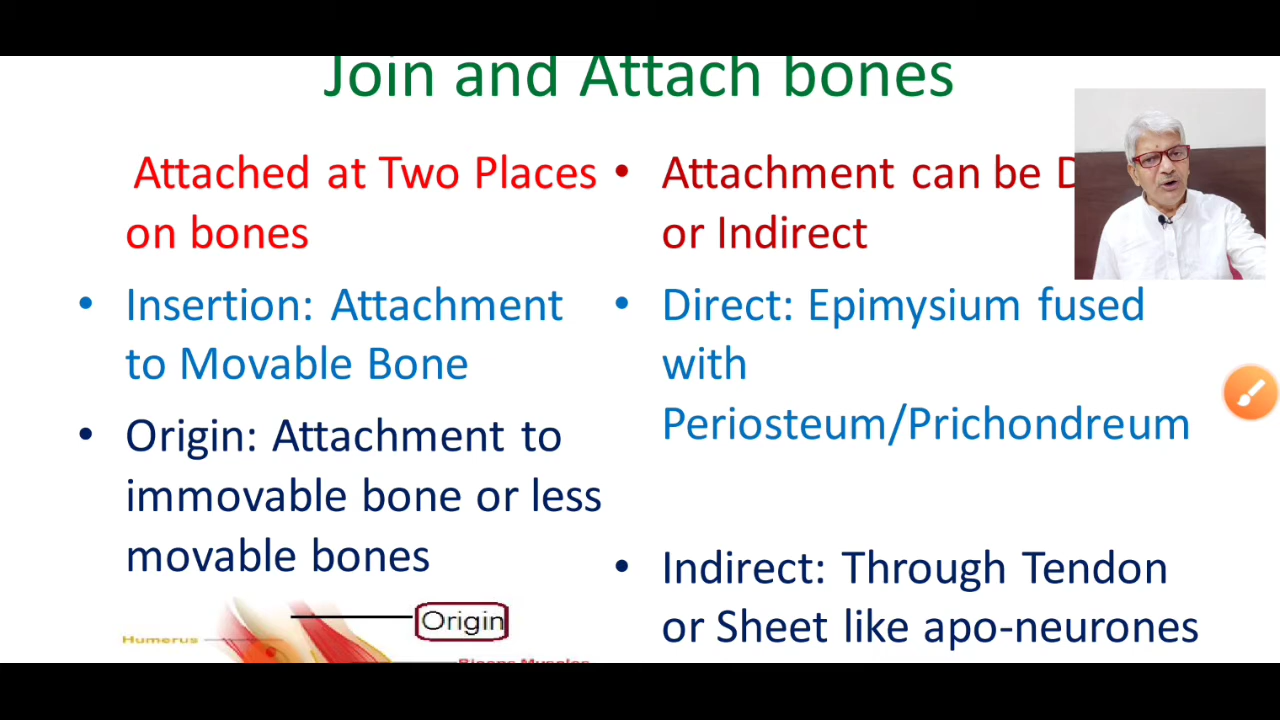 Join and Attach bones
Attached at Two Places
on bones
• Insertion: Attachment
to Movable Bone
• Origin: Attachment to
immovable bone or less
movable bones
Origin
Humerus
Biceps Muscles
• Attachment can be D
or Indirect
• Direct: Epimysium fused
with
Periosteum/Prichondreum
• Indirect: Through Tendon
or Sheet like apo-neurones